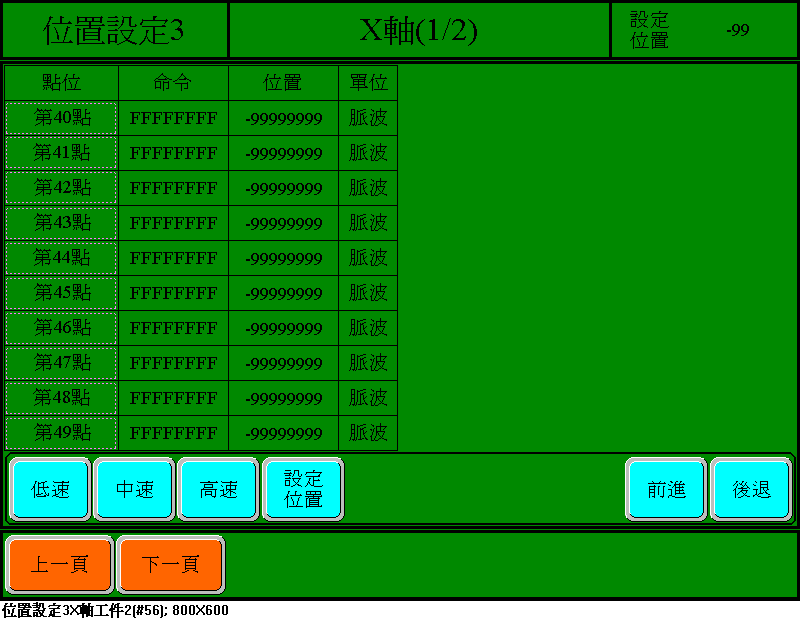 位置設定3 X軸(1/2) 設定位置 -99
點位 命令 位置 單位
第40點 FFFFFFFF -99999999 脈波
第41點 FFFFFFFF -99999999 脈波
第42點 FFFFFFFF -99999999 脈波
第43點 FFFFFFFF -99999999 脈波
第44點 FFFFFFFF -99999999 脈波
第45點 FFFFFFFF -99999999 脈波
第46點 FFFFFFFF -99999999 脈波
第47點 FFFFFFFF -99999999 脈波
第48點 FFFFFFFF -99999999 脈波
第49點 FFFFFFFF -99999999 脈波
低速 中速 高速 設定位置 前進 後退
上一頁 下一頁
位置設定3X軸工件2(#56); 800X600